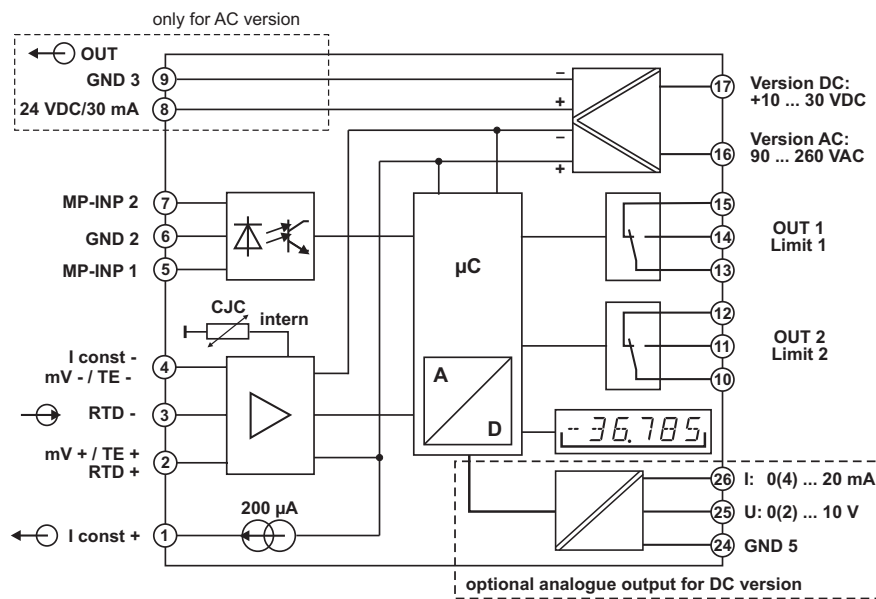 only for AC version
OUT
GND 3
9
24 VDC/30 mA
8
−
+
−
+
17
Version DC:
+10 ... 30 VDC
16
Version AC:
90 ... 260 VAC
MP-INP 2
7
GND 2
6
MP-INP 1
5
µC
15
14
13
OUT 1
Limit 1
CJC
intern
12
11
10
OUT 2
Limit 2
I const -
mV - / TE -
4
RTD -
3
mV + / TE +
RTD +
2
A
D
-36.785
200 µA
I const +
1
26
I: 0(4) ... 20 mA
25
U: 0(2) ... 10 V
24
GND 5
optional analogue output for DC version